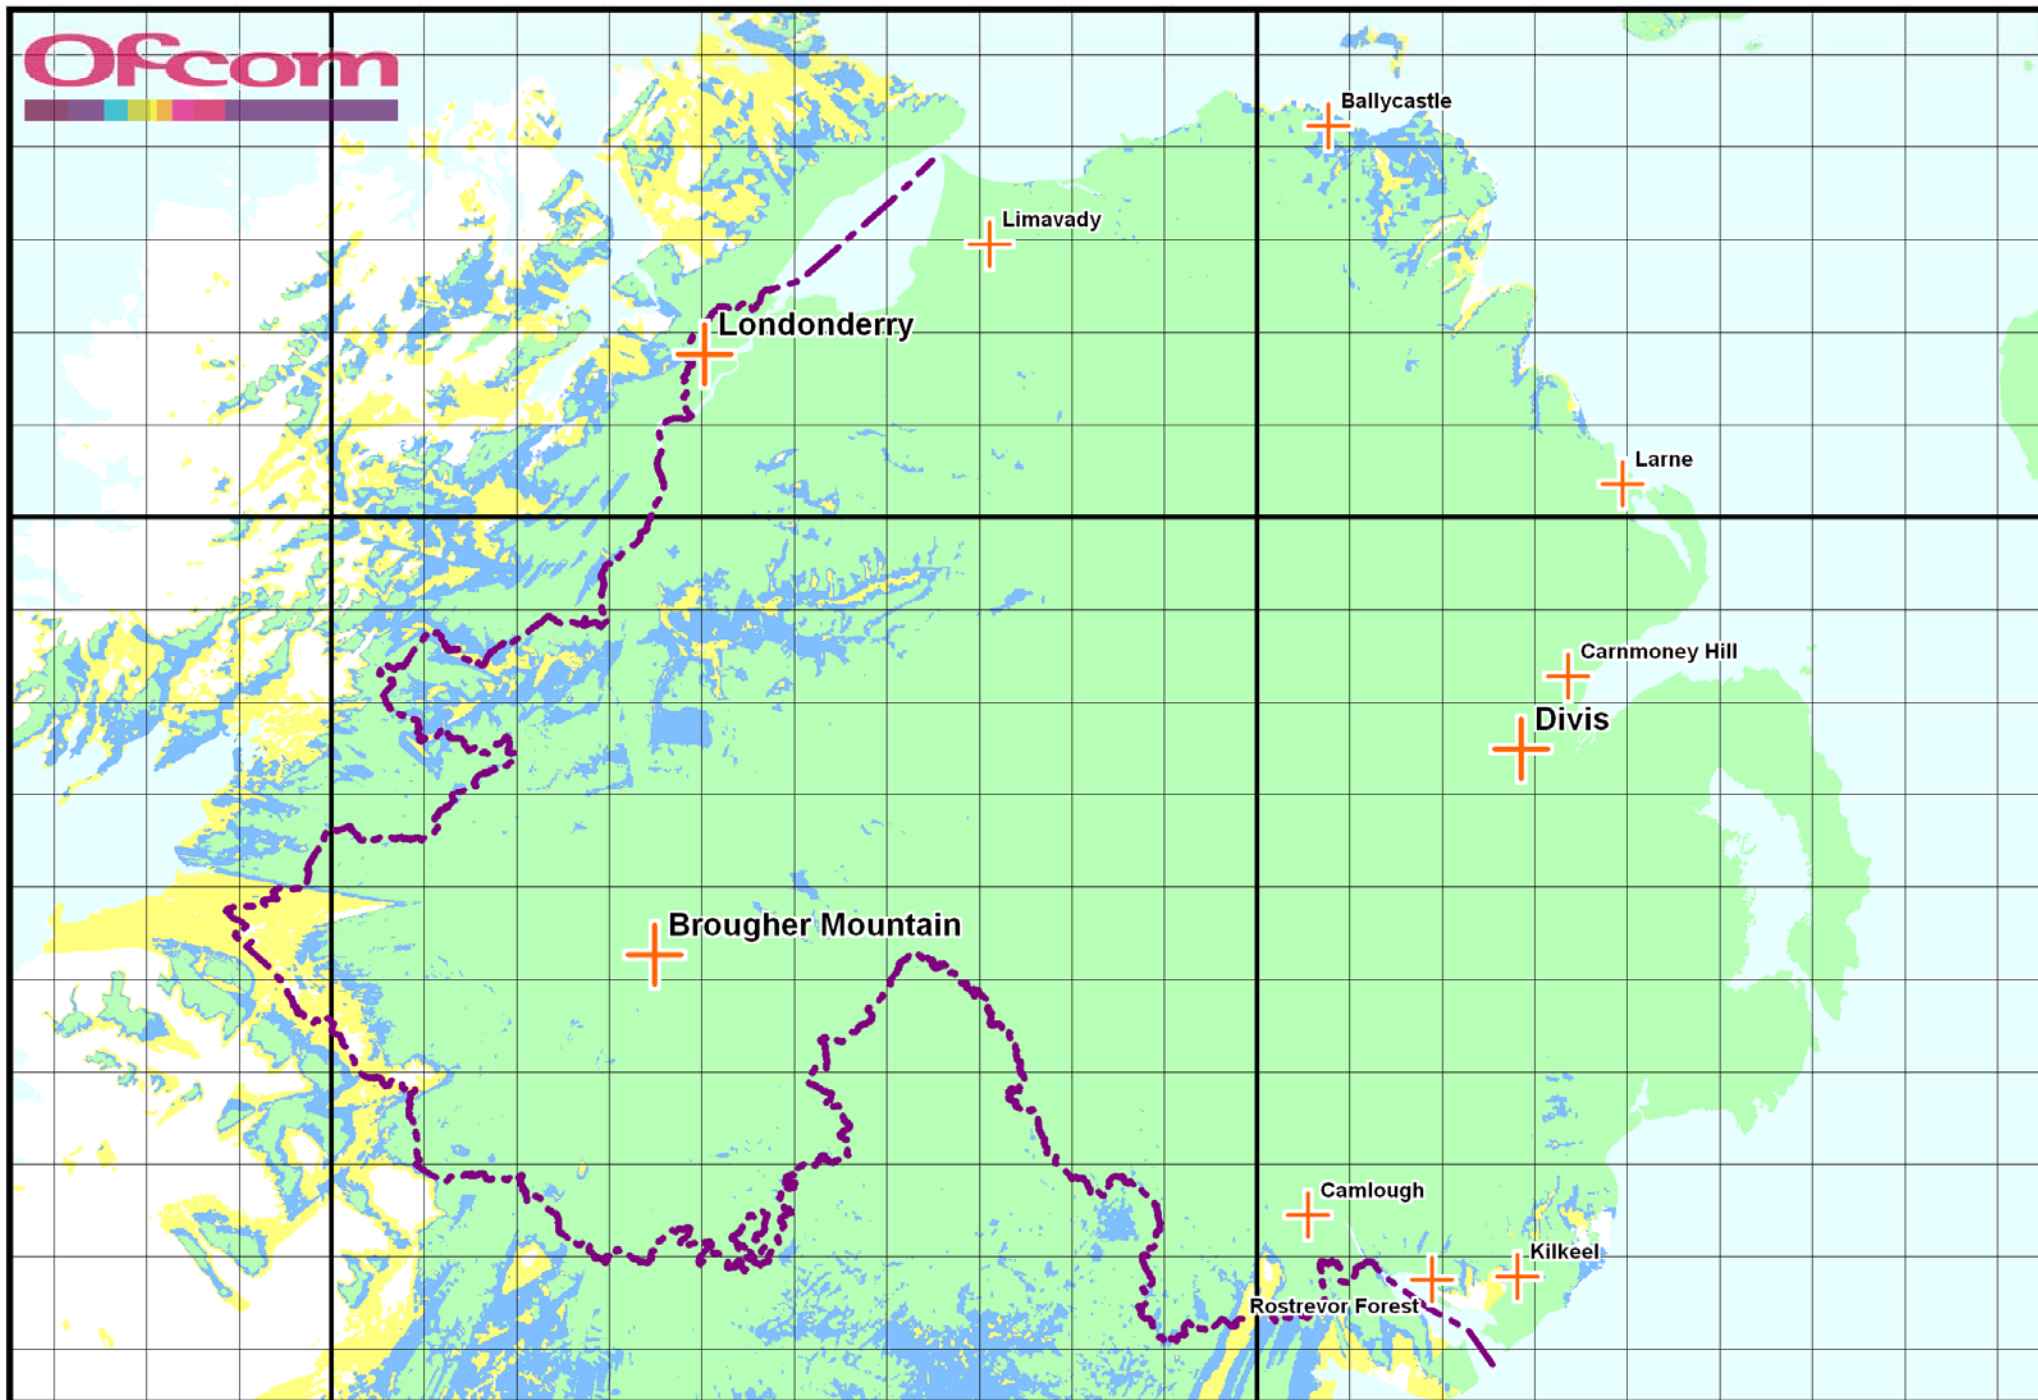 Ofcom
Ballycastle
Limavady
Londonderry
Larne
Carnmoney Hill
Divis
Brougher Mountain
Camlough
Kilkeel
Rostrevor Forest